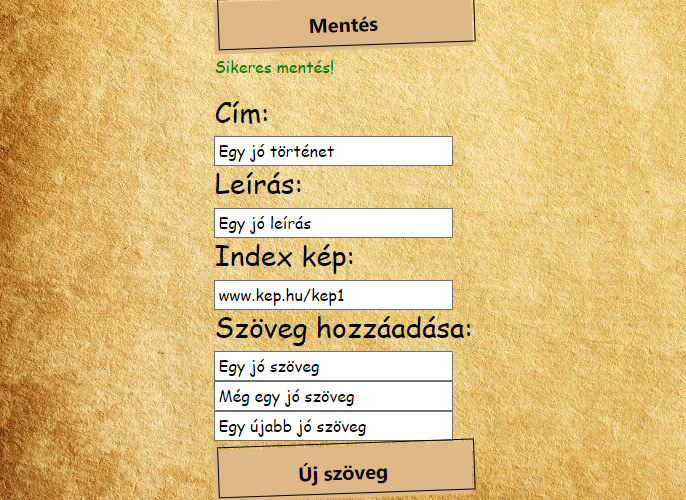 Mentés
Sikeres mentés!
Cím:
Egy jó történet
Leírás:
Egy jó leírás
Index kép:
www.kep.hu/kep1
Szöveg hozzáadása:
Egy jó szöveg
Még egy jó szöveg
Egy újabb jó szöveg
Új szöveg